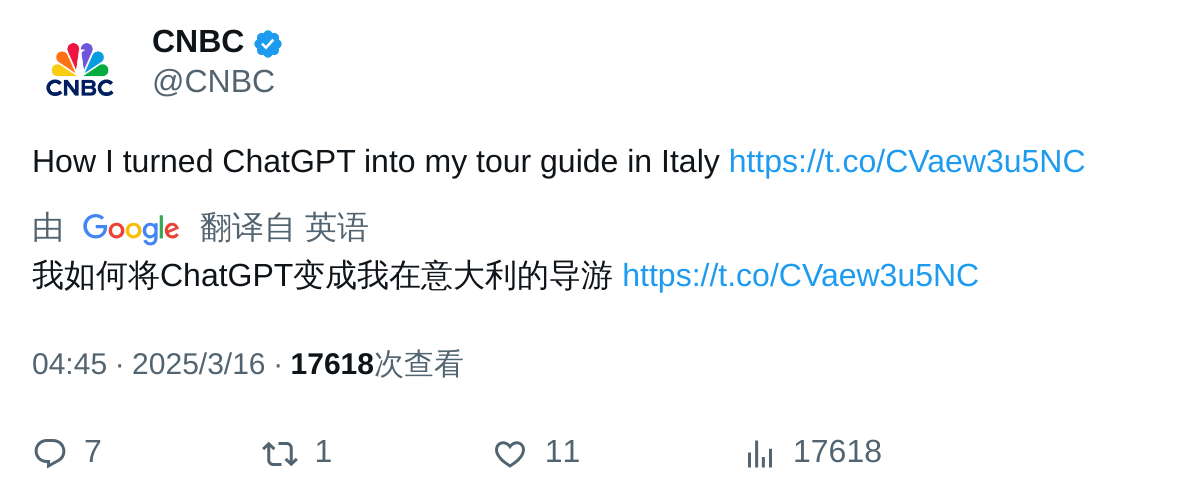 CNBC
CNBC
@CNBC
How I turned ChatGPT into my tour guide in Italy https://t.co/CVaew3u5NC
由 Google 翻译自 英语
我如何将ChatGPT变成我在意大利的导游 https://t.co/CVaew3u5NC
04:45 · 2025/3/16 · 17618次查看
7 1 11 17618